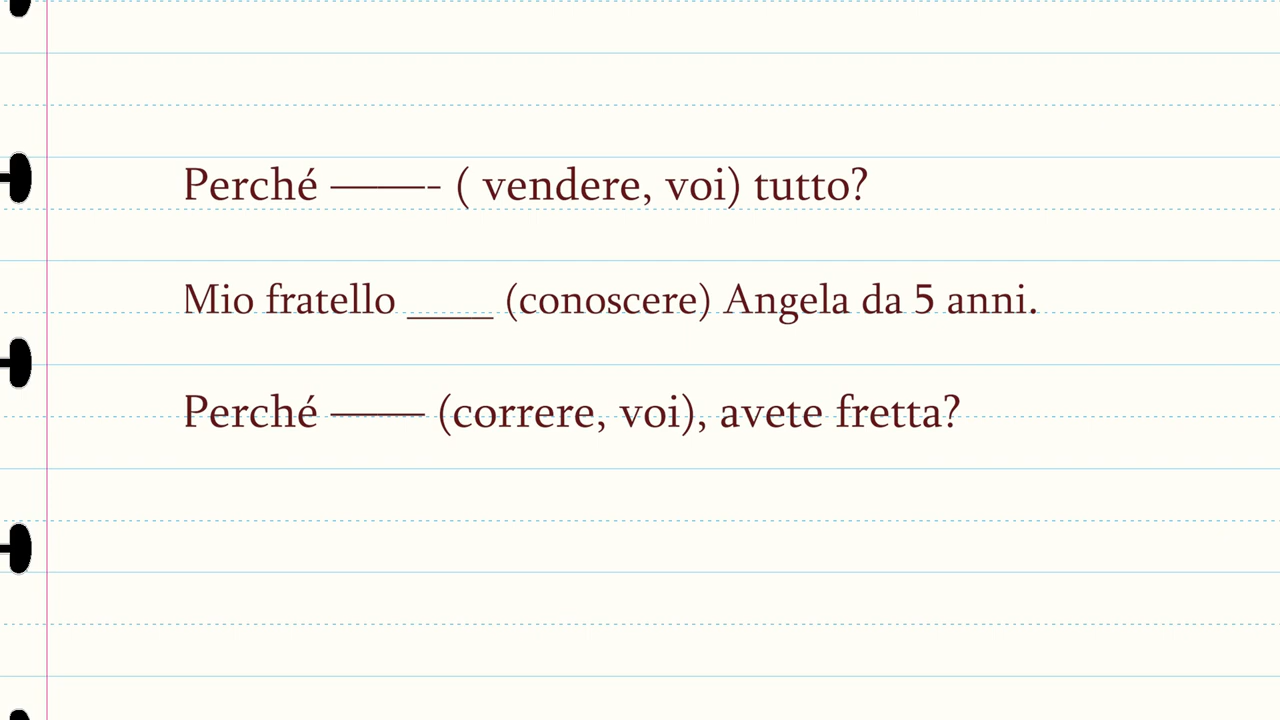 Perché ——–- ( vendere, voi) tutto?
Mio fratello ____ (conoscere) Angela da 5 anni.
Perché ——– (correre, voi), avete fretta?